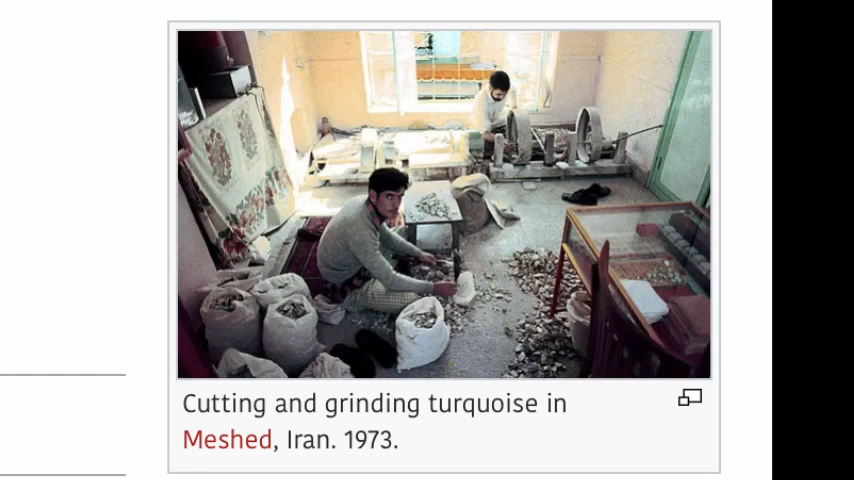 Cutting and grinding turquoise in
Meshed, Iran. 1973.